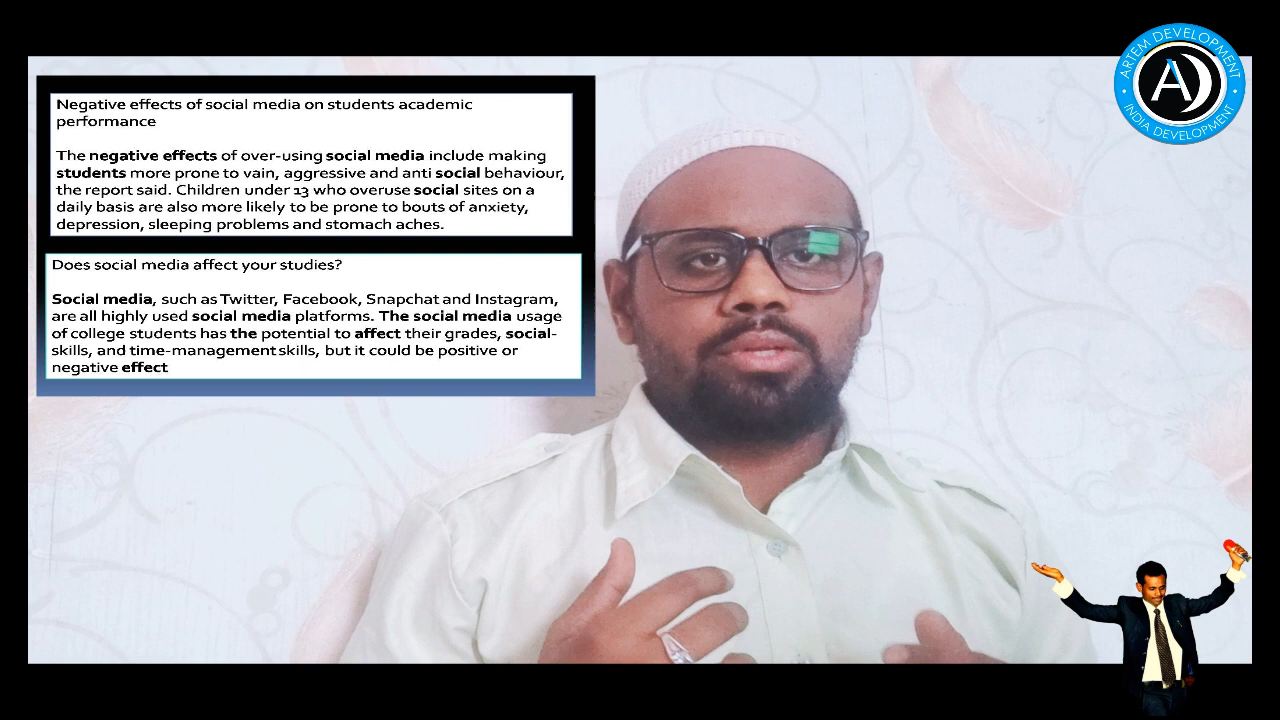 Negative effects of social media on students academic
performance
The negative effects of over-using social media include making
students more prone to vain, aggressive and anti social behaviour,
the report said. Children under 13 who overuse social sites on a
daily basis are also more likely to be prone to bouts of anxiety,
depression, sleeping problems and stomach aches.
Does social media affect your studies?
Social media, such as Twitter, Facebook, Snapchat and Instagram,
are all highly used social media platforms. The social media usage
of college students has the potential to affect their grades, social-
skills, and time-management skills, but it could be positive or
negative effect
ARTEM DEVELOPMENT
A
INDIA DEVELOPMENT